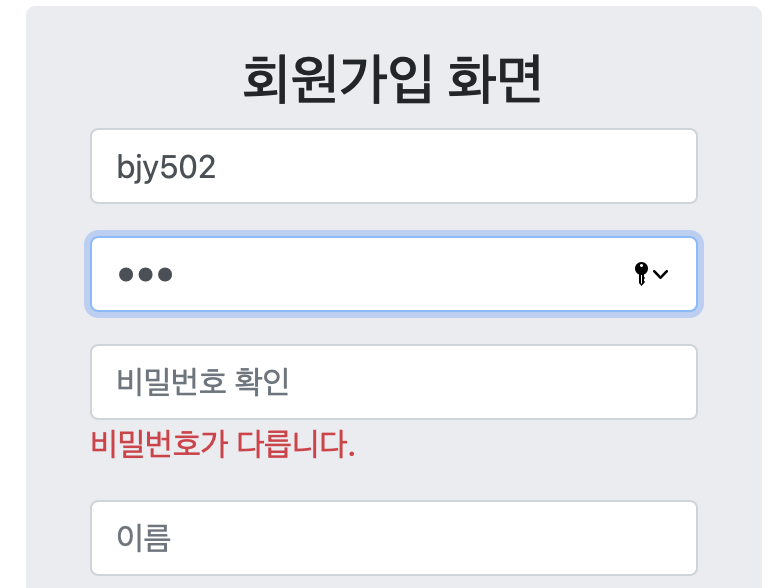 회원가입 화면
bjy502
●●●
비밀번호 확인
비밀번호가 다릅니다.
이름